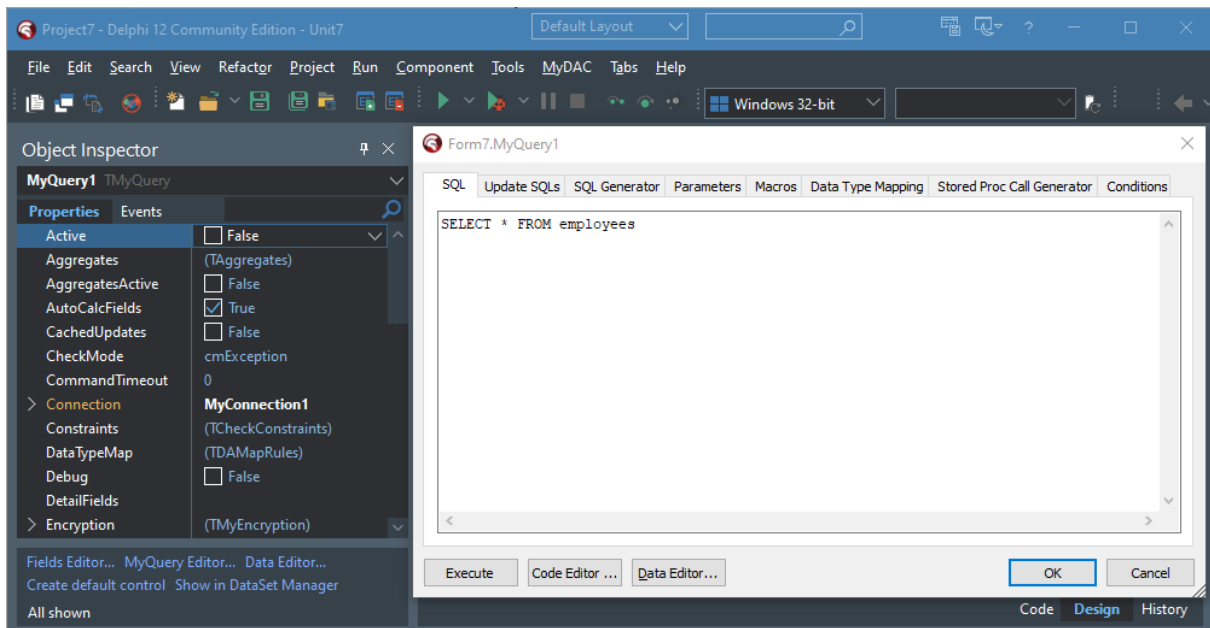 Project7 - Delphi 12 Community Edition - Unit7
Default Layout
?
File Edit Search View Refactor Project Run Component Tools MyDAC Tabs Help
Windows 32-bit
Object Inspector
MyQuery1 TMyQuery
Properties Events
Active False
Aggregates (TAggregates)
AggregatesActive False
AutoCalcFields True
CachedUpdates False
CheckMode cmException
CommandTimeout 0
Connection MyConnection1
Constraints (TCheckConstraints)
DataTypeMap (TDAMapRules)
Debug False
DetailFields
Encryption (TMyEncryption)
Fields Editor... MyQuery Editor... Data Editor...
Create default control Show in DataSet Manager
All shown
Form7.MyQuery1
SQL Update SQLs SQL Generator Parameters Macros Data Type Mapping Stored Proc Call Generator Conditions
SELECT * FROM employees
Execute Code Editor ... Data Editor... OK Cancel
Code Design History